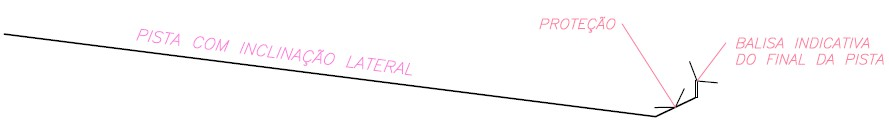 PISTA COM INCLINAÇÃO LATERAL
PROTEÇÃO
BALISA INDICATIVA
DO FINAL DA PISTA